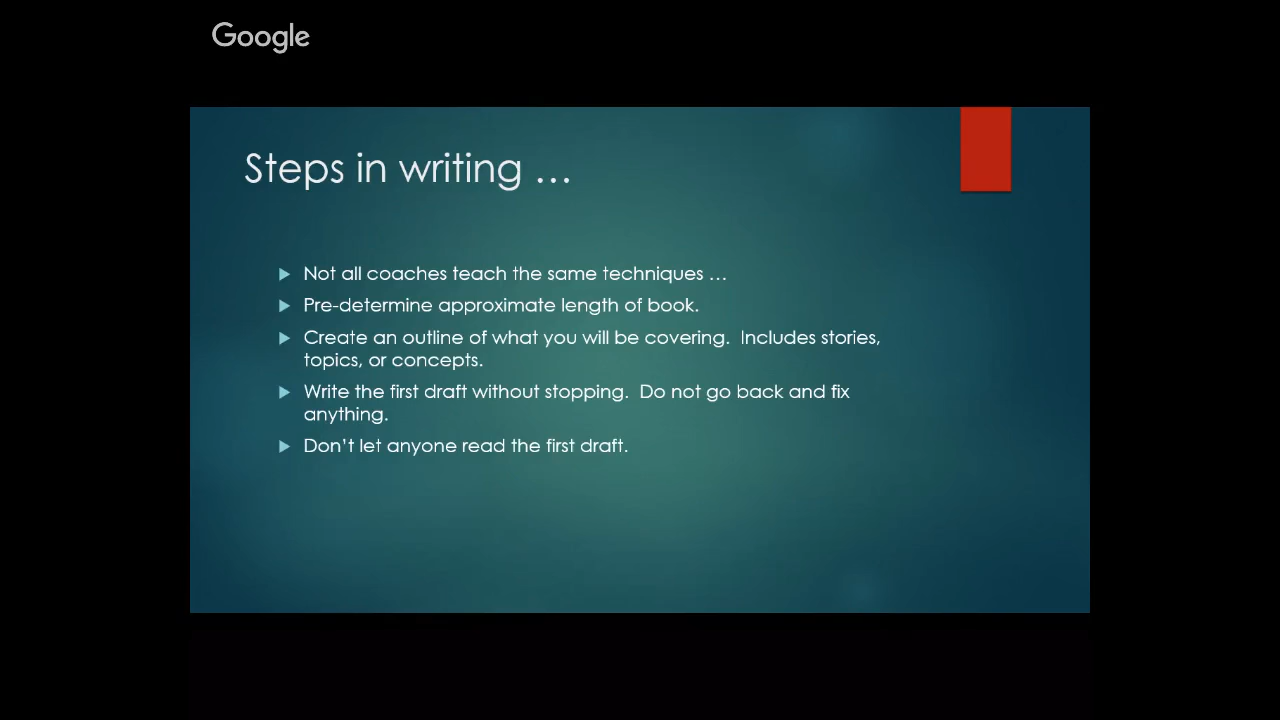 Google
Steps in writing …
Not all coaches teach the same techniques …
Pre-determine approximate length of book.
Create an outline of what you will be covering.  Includes stories,
topics, or concepts.
Write the first draft without stopping.  Do not go back and fix
anything.
Don't let anyone read the first draft.